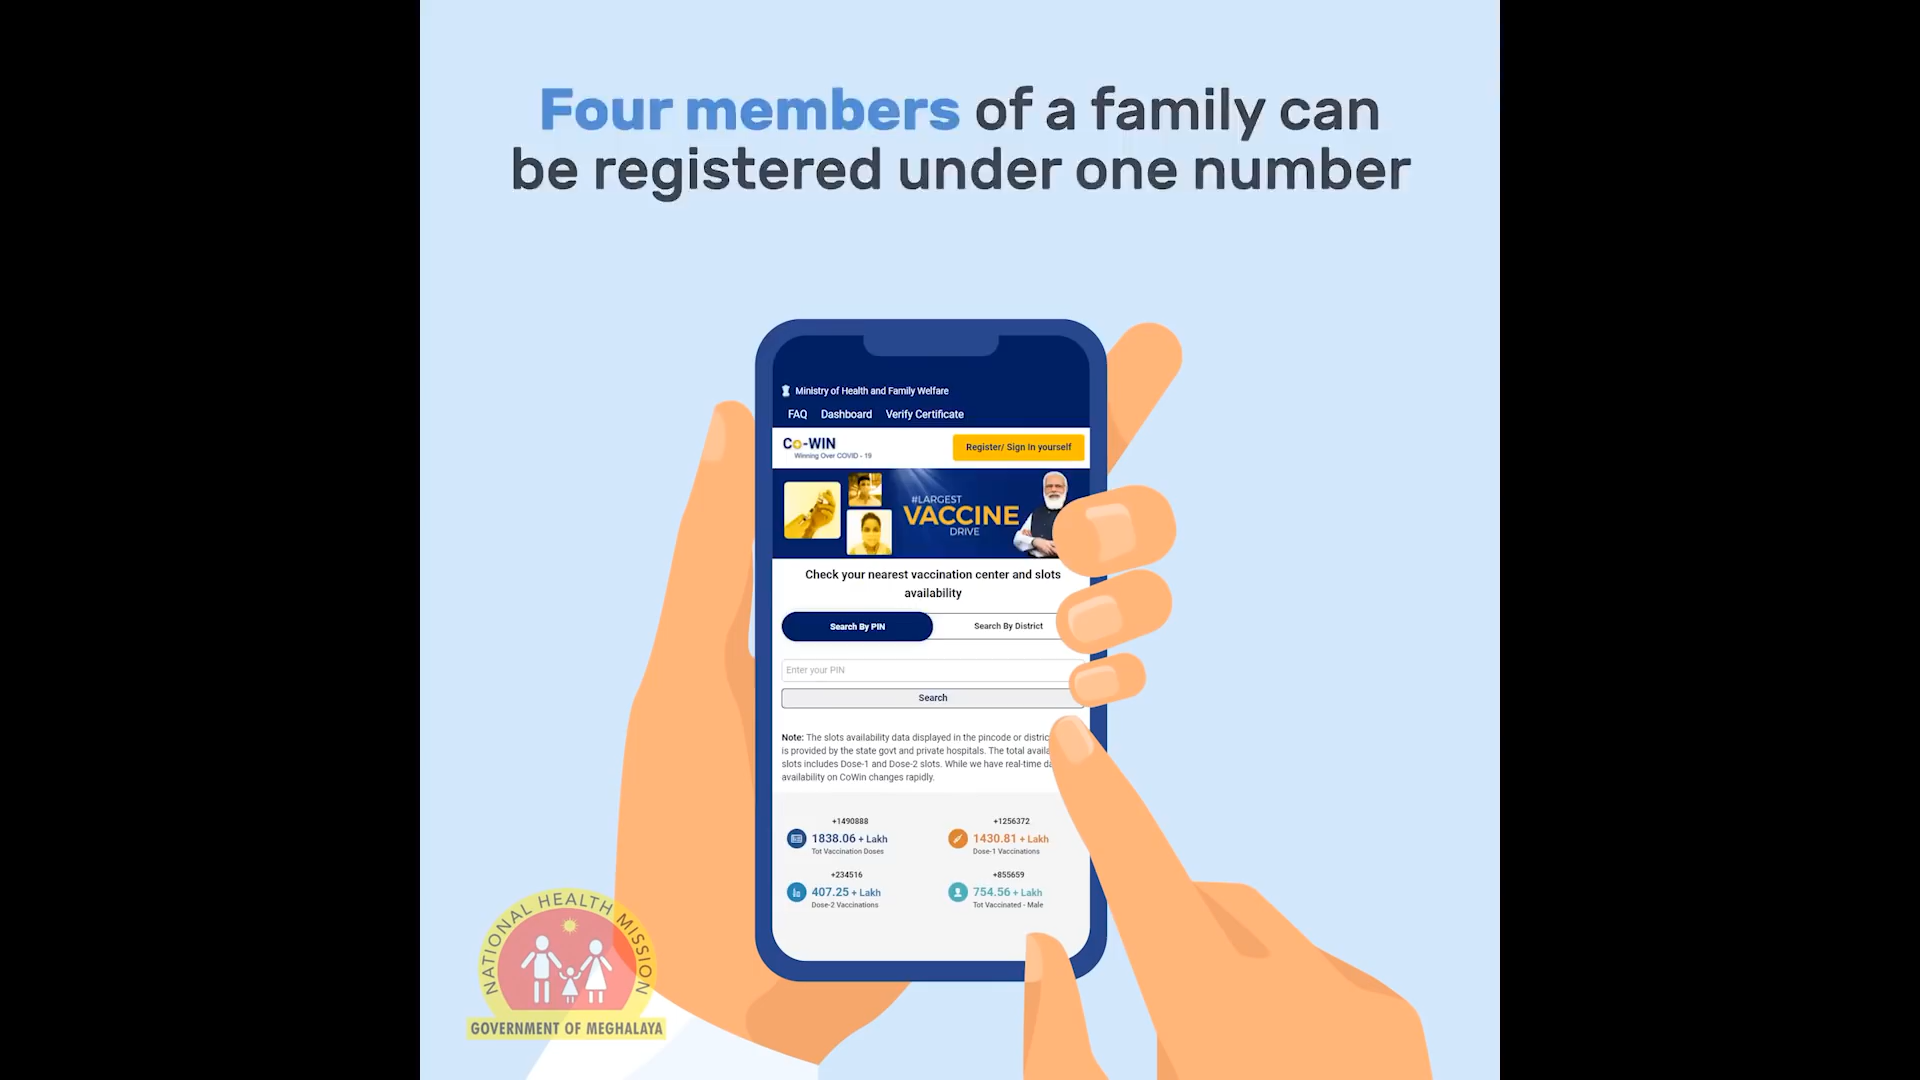 Four members of a family can
be registered under one number
Ministry of Health and Family Welfare
FAQ Dashboard Verify Certificate
Co-WIN
Winning Over COVID - 19
Register/ Sign In yourself
#LARGEST
VACCINE
DRIVE
Check your nearest vaccination center and slots
availability
Search By PIN
Search By District
Enter your PIN
Search
Note: The slots availability data displayed in the pincode or
is provided by the state govt and private hospitals. The total
slots includes Dose-1 and Dose-2 slots. While we have real-time
availability on CoWin changes rapidly.
+1490888
1838.06 + Lakh
Tot Vaccination Doses
+1256372
1430.81 + Lakh
Dose-1 Vaccinations
+234516
407.25 + Lakh
Dose-2 Vaccinations
+855659
754.56 + Lakh
Tot Vaccinated - Male
NATIONAL HEALTH MISSION
GOVERNMENT OF MEGHALAYA